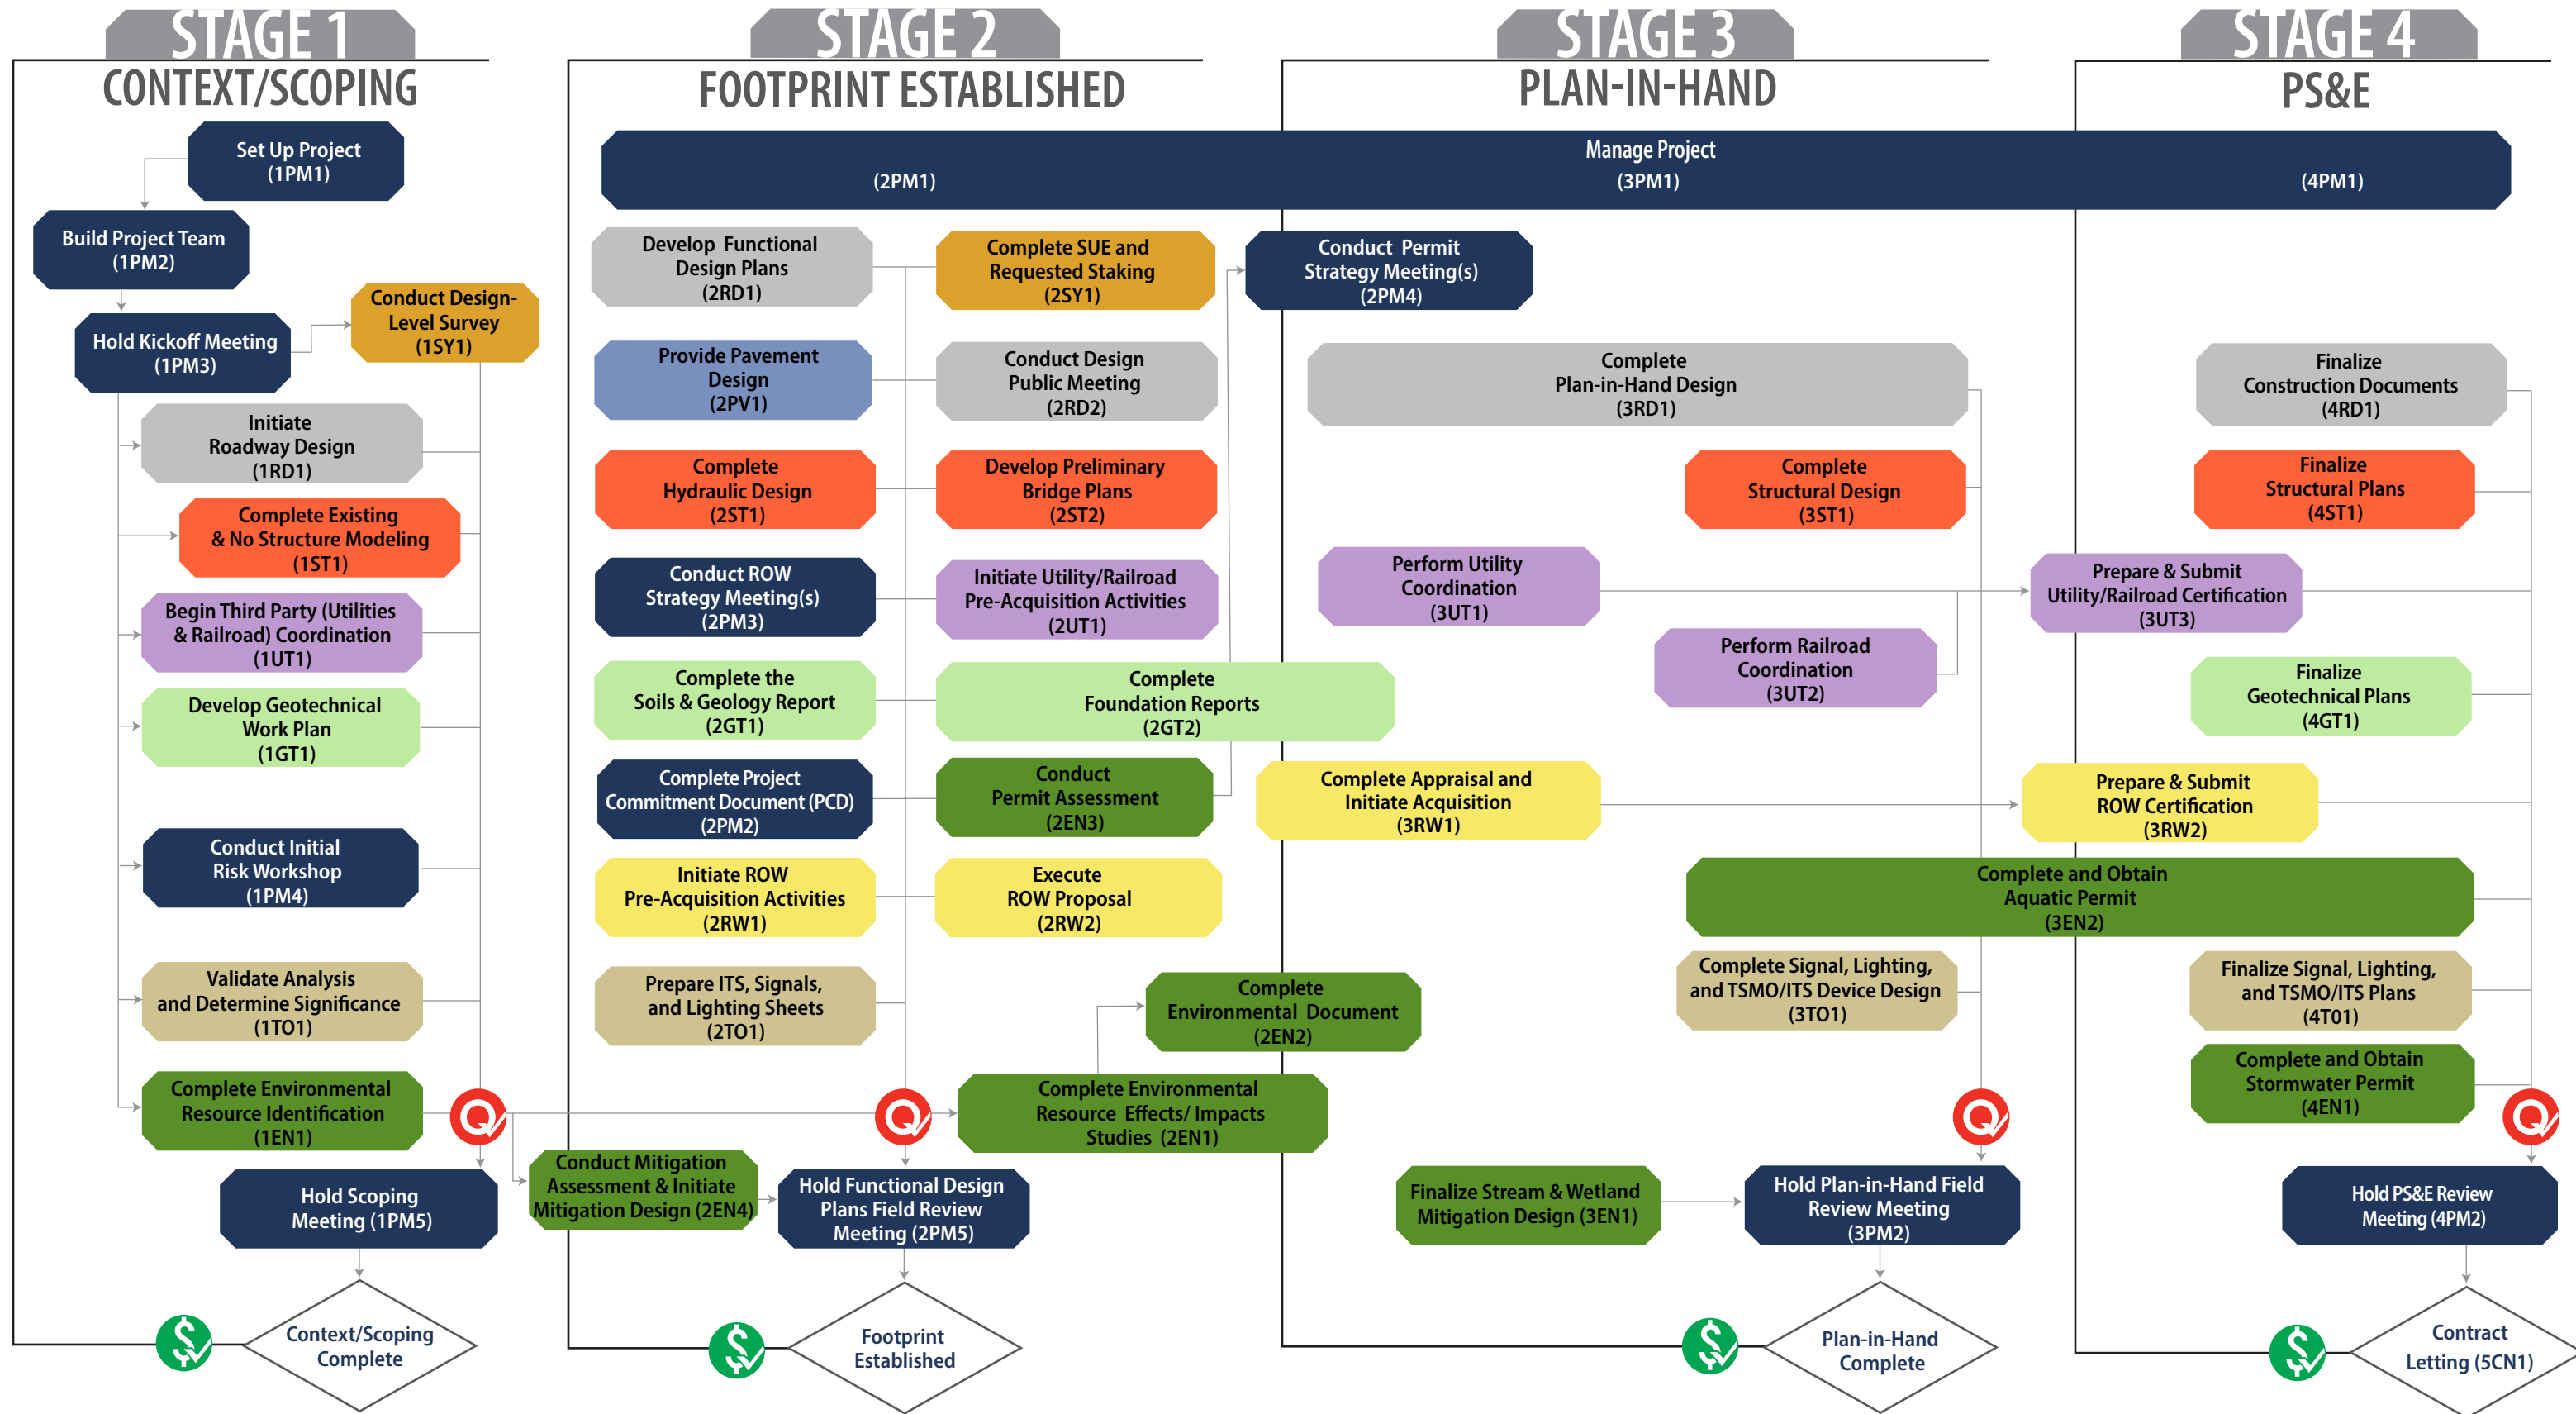 STAGE 1
CONTEXT/SCOPING
Set Up Project
(1PM1)
Build Project Team
(1PM2)
Hold Kickoff Meeting
(1PM3)
Conduct Design-
Level Survey
(1SY1)
Initiate
Roadway Design
(1RD1)
Complete Existing
& No Structure Modeling
(1ST1)
Begin Third Party (Utilities
& Railroad) Coordination
(1UT1)
Develop Geotechnical
Work Plan
(1GT1)
Conduct Initial
Risk Workshop
(1PM4)
Validate Analysis
and Determine Significance
(1TO1)
Complete Environmental
Resource Identification
(1EN1)
Q
Hold Scoping
Meeting (1PM5)
Context/Scoping
Complete
$
STAGE 2
FOOTPRINT ESTABLISHED
Manage Project
(2PM1)
(3PM1)
(4PM1)
Develop Functional
Design Plans
(2RD1)
Complete SUE and
Requested Staking
(2SY1)
Conduct Permit
Strategy Meeting(s)
(2PM4)
Provide Pavement
Design
(2PV1)
Conduct Design
Public Meeting
(2RD2)
Complete
Hydraulic Design
(2ST1)
Develop Preliminary
Bridge Plans
(2ST2)
Conduct ROW
Strategy Meeting(s)
(2PM3)
Initiate Utility/Railroad
Pre-Acquisition Activities
(2UT1)
Complete the
Soils & Geology Report
(2GT1)
Complete
Foundation Reports
(2GT2)
Complete Project
Commitment Document (PCD)
(2PM2)
Conduct
Permit Assessment
(2EN3)
Initiate ROW
Pre-Acquisition Activities
(2RW1)
Execute
ROW Proposal
(2RW2)
Prepare ITS, Signals,
and Lighting Sheets
(2TO1)
Complete
Environmental Document
(2EN2)
Q
Complete Environmental
Resource Effects/ Impacts
Studies (2EN1)
Conduct Mitigation
Assessment & Initiate
Mitigation Design (2EN4)
Hold Functional Design
Plans Field Review
Meeting (2PM5)
Footprint
Established
$
STAGE 3
PLAN-IN-HAND
Complete
Plan-in-Hand Design
(3RD1)
Complete
Structural Design
(3ST1)
Perform Utility
Coordination
(3UT1)
Perform Railroad
Coordination
(3UT2)
Complete Appraisal and
Initiate Acquisition
(3RW1)
Complete and Obtain
Aquatic Permit
(3EN2)
Complete Signal, Lighting,
and TSMO/ITS Device Design
(3TO1)
Q
Finalize Stream & Wetland
Mitigation Design (3EN1)
Hold Plan-in-Hand Field
Review Meeting
(3PM2)
Plan-in-Hand
Complete
$
STAGE 4
PS&E
Finalize
Construction Documents
(4RD1)
Finalize
Structural Plans
(4ST1)
Prepare & Submit
Utility/Railroad Certification
(3UT3)
Finalize
Geotechnical Plans
(4GT1)
Prepare & Submit
ROW Certification
(3RW2)
Finalize Signal, Lighting,
and TSMO/ITS Plans
(4T01)
Complete and Obtain
Stormwater Permit
(4EN1)
Q
Hold PS&E Review
Meeting (4PM2)
Contract
Letting (5CN1)
$